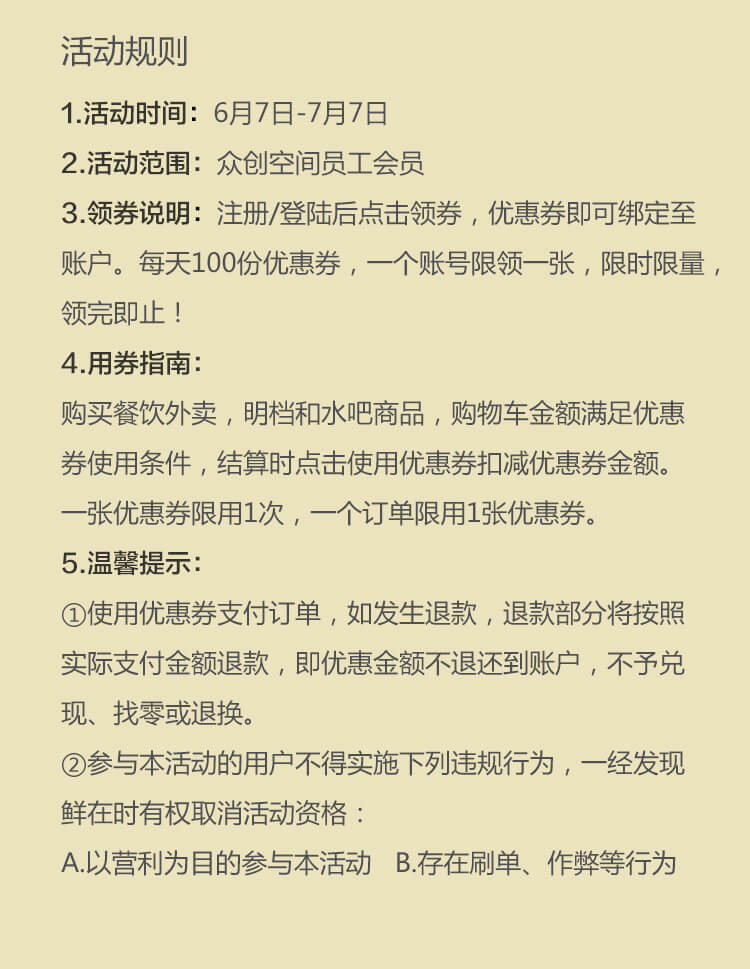 活动规则
1.活动时间：6月7日-7月7日
2.活动范围：众创空间员工会员
3.领券说明：注册/登陆后点击领券，优惠券即可绑定至
账户。每天100份优惠券，一个账号限领一张，限时限量，
领完即止！
4.用券指南：
购买餐饮外卖，明档和水吧商品，购物车金额满足优惠
券使用条件，结算时点击使用优惠券扣减优惠券金额。
一张优惠券限用1次，一个订单限用1张优惠券。
5.温馨提示：
①使用优惠券支付订单，如发生退款，退款部分将按照
实际支付金额退款，即优惠金额不退还到账户，不予兑
现、找零或退换。
②参与本活动的用户不得实施下列违规行为，一经发现
鲜在时有权取消活动资格：
A.以营利为目的参与本活动 B.存在刷单、作弊等行为